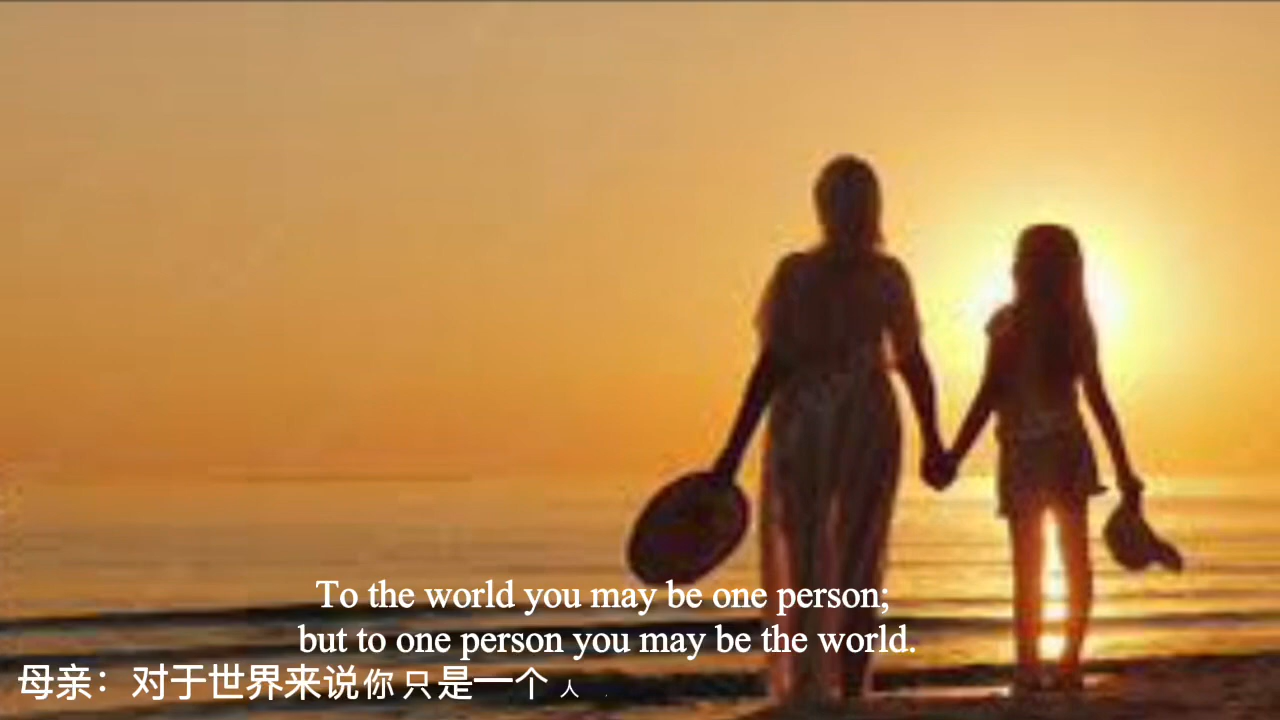 To the world you may be one person;
but to one person you may be the world.
母亲：对于世界来说你只是一个人